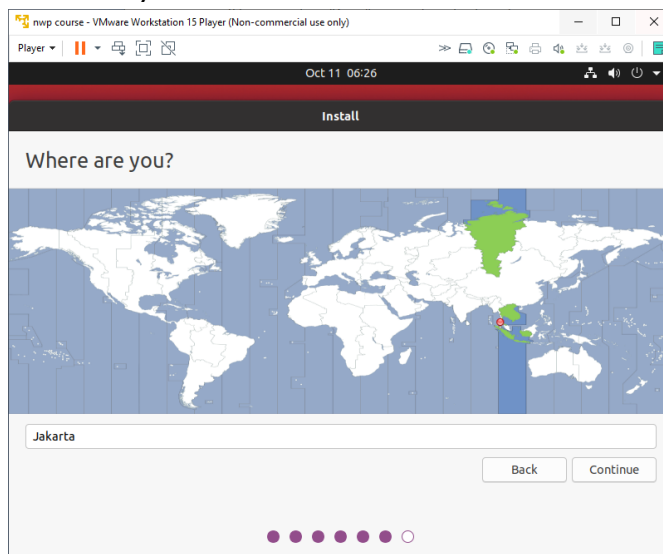 nwp course - VMware Workstation 15 Player (Non-commercial use only)
Player
Oct 11 06:26
Install
Where are you?
Jakarta
Back
Continue